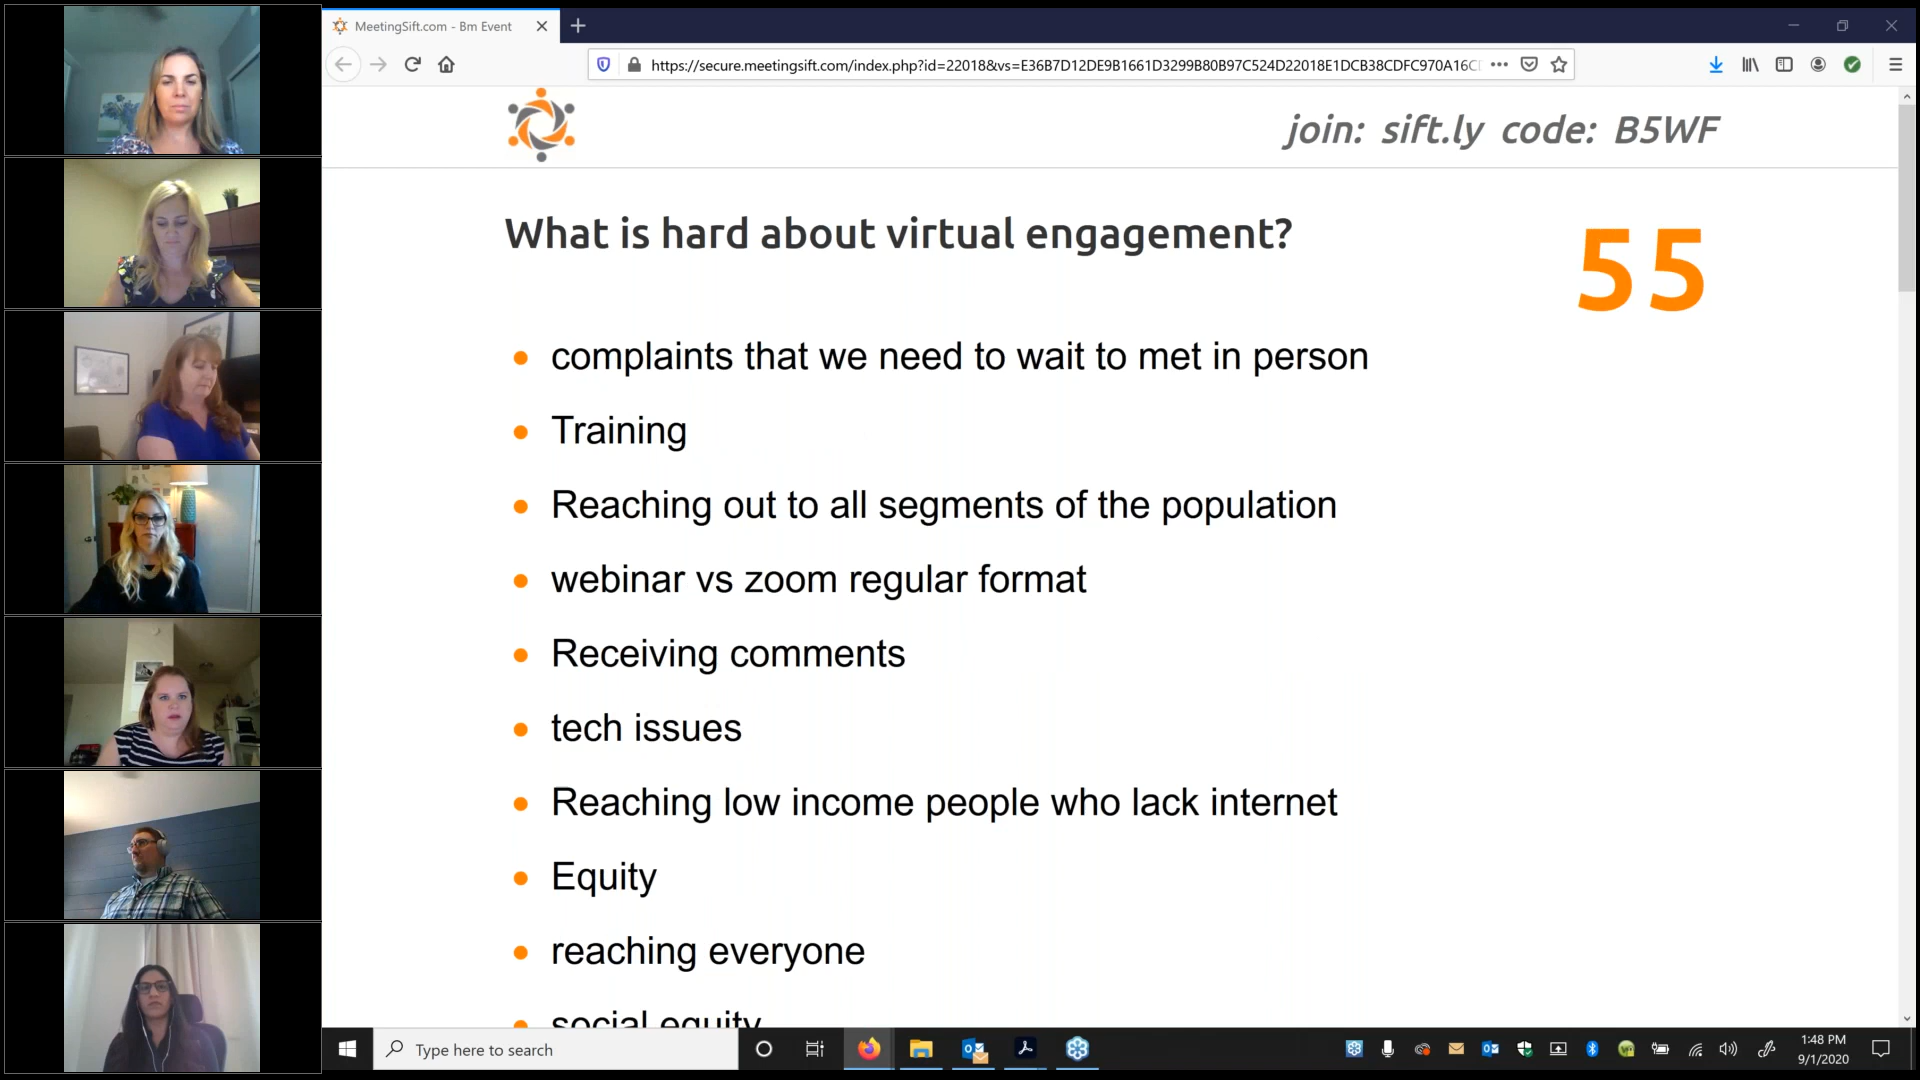 MeetingSift.com - Bm Event
https://secure.meetingsift.com/index.php?id=22018&vs=E36B7D12DE9B1661D3299B80B97C524D22018E1DCB38CDFC970A16C
join: sift.ly code: B5WF
What is hard about virtual engagement?
55
complaints that we need to wait to met in person
Training
Reaching out to all segments of the population
webinar vs zoom regular format
Receiving comments
tech issues
Reaching low income people who lack internet
Equity
reaching everyone
social equity
Type here to search
1:48 PM
9/1/2020